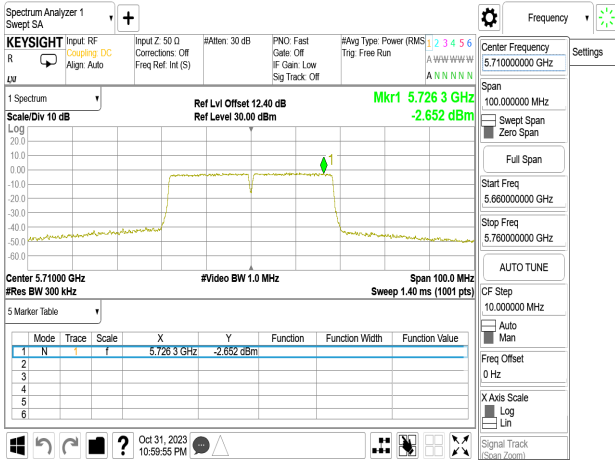 Spectrum Analyzer 1
Swept SA
+
Frequency
KEYSIGHT
R
LXI
Input: RF
Coupling: DC
Align: Auto
Input Z: 50 Ω
Corrections: Off
Freq Ref: Int (S)
#Atten: 30 dB
PNO: Fast
Gate: Off
IF Gain: Low
Sig Track: Off
#Avg Type: Power (RMS
Trig: Free Run
1 2 3 4 5 6
A W W W W W
A N N N N N
Center Frequency
5.710000000 GHz
Settings
Span
100.000000 MHz
Swept Span
Zero Span
Full Span
Start Freq
5.660000000 GHz
Stop Freq
5.760000000 GHz
AUTO TUNE
CF Step
10.000000 MHz
Auto
Man
Freq Offset
0 Hz
X Axis Scale
Log
Lin
Signal Track
(Span Zoom)
1 Spectrum
Scale/Div 10 dB
Ref Lvl Offset 12.40 dB
Ref Level 30.00 dBm
Mkr1 5.726 3 GHz
-2.652 dBm
Log
20.0
10.0
0.00
-10.0
-20.0
-30.0
-40.0
-50.0
-60.0
1
Center 5.71000 GHz
#Res BW 300 kHz
#Video BW 1.0 MHz
Span 100.0 MHz
Sweep 1.40 ms (1001 pts)
5 Marker Table
Mode Trace Scale X Y Function Function Width Function Value
1 N 1 f 5.726 3 GHz -2.652 dBm
2
3
4
5
6
?
Oct 31, 2023
10:59:55 PM